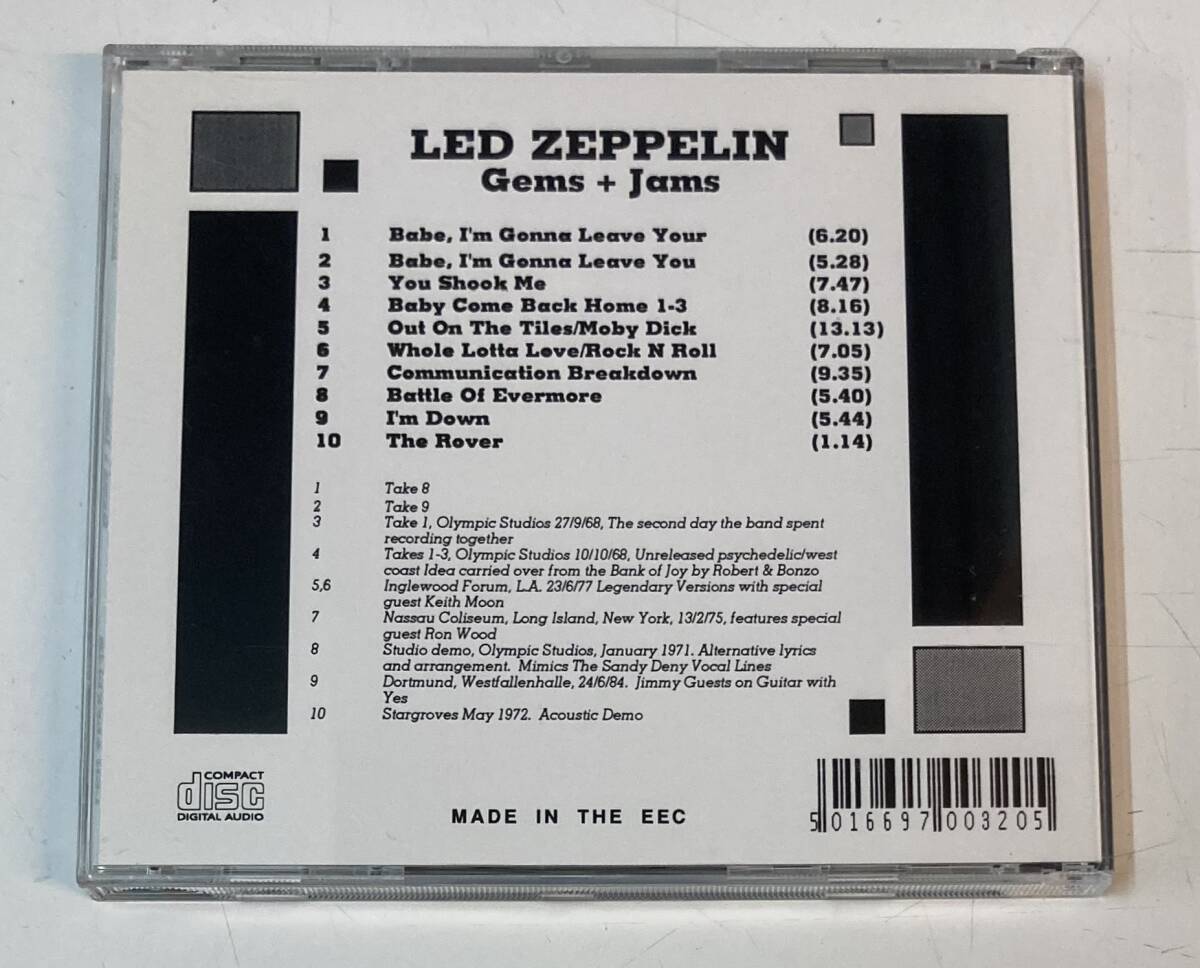 LED ZEPPELIN
Gems + Jams
1 Babe, I'm Gonna Leave Your (6.20)
2 Babe, I'm Gonna Leave You (5.28)
3 You Shook Me (7.47)
4 Baby Come Back Home 1-3 (8.16)
5 Out On The Tiles/Moby Dick (13.13)
6 Whole Lotta Love/Rock N Roll (7.05)
7 Communication Breakdown (9.35)
8 Battle Of Evermore (5.40)
9 I'm Down (5.44)
10 The Rover (1.14)
1 Take 8
2 Take 9
3 Take 1, Olympic Studios 27/9/68, The second day the band spent
recording together
4 Takes 1-3, Olympic Studios 10/10/68, Unreleased psychedelic/west
coast Idea carried over from the Bank of Joy by Robert & Bonzo
5,6 Inglewood Forum, L.A. 23/6/77 Legendary Versions with special
guest Keith Moon
7 Nassau Coliseum, Long Island, New York, 13/2/75, features special
guest Ron Wood
8 Studio demo, Olympic Studios, January 1971. Alternative lyrics
and arrangement. Mimics The Sandy Deny Vocal Lines
9 Dortmund, Westfallenhalle, 24/6/84. Jimmy Guests on Guitar with
Yes
10 Stargroves May 1972. Acoustic Demo
COMPACT
disc
DIGITAL AUDIO
MADE IN THE EEC
5 016697 003205